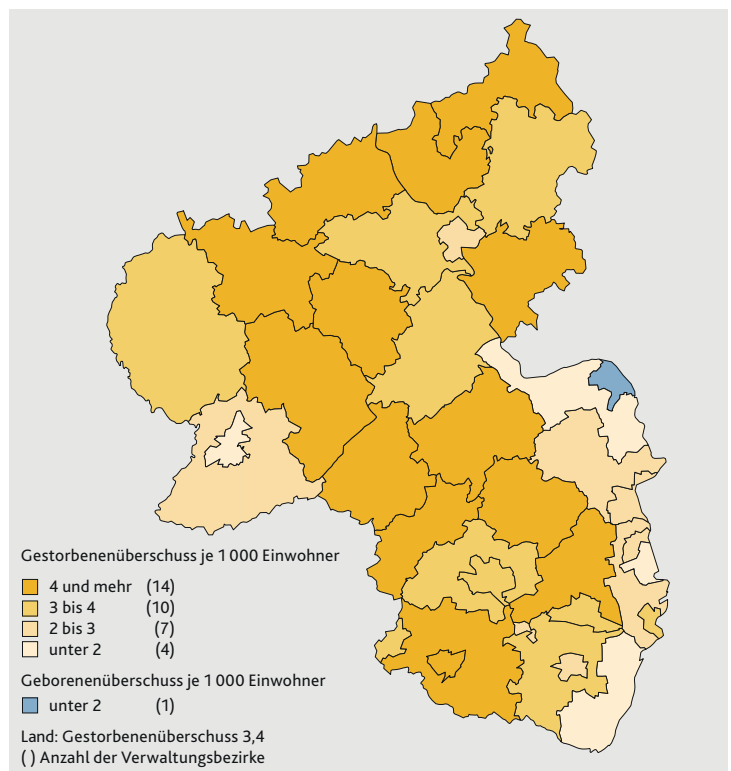 Gestorbenenüberschuss je 1 000 Einwohner
4 und mehr (14)
3 bis 4 (10)
2 bis 3 (7)
unter 2 (4)
Geborenenüberschuss je 1 000 Einwohner
unter 2 (1)
Land: Gestorbenenüberschuss 3,4
( ) Anzahl der Verwaltungsbezirke